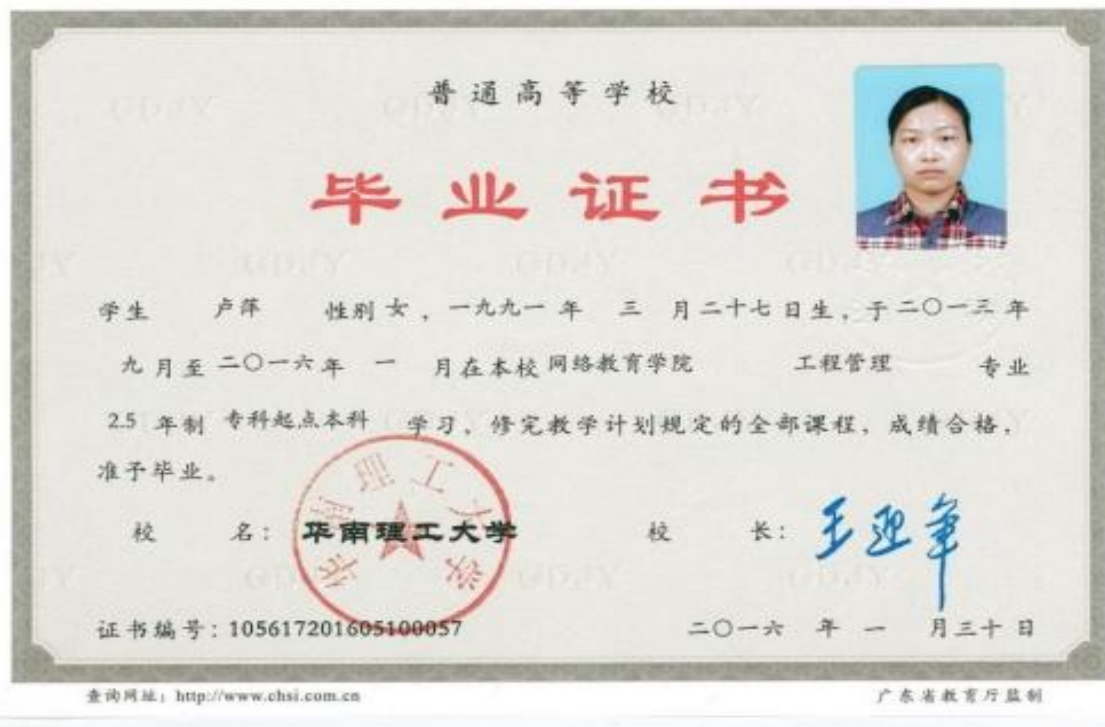 普通高等学校
毕业证书
学生 卢萍 性别 女，一九九一 年 三 月二十七日生，于二〇一三年
九月至二〇一六年 一 月在本校 网络教育学院 工程管理 专业
2.5 年制 专科起点本科 学习，修完教学计划规定的全部课程，成绩合格，
准予毕业。
校 名：华南理工大学 校 长：王迎军
华南理工大学
证书编号：105617201605100057 二〇一六 年 一 月三十日
查询网址：http://www.chsi.com.cn 广东省教育厅监制